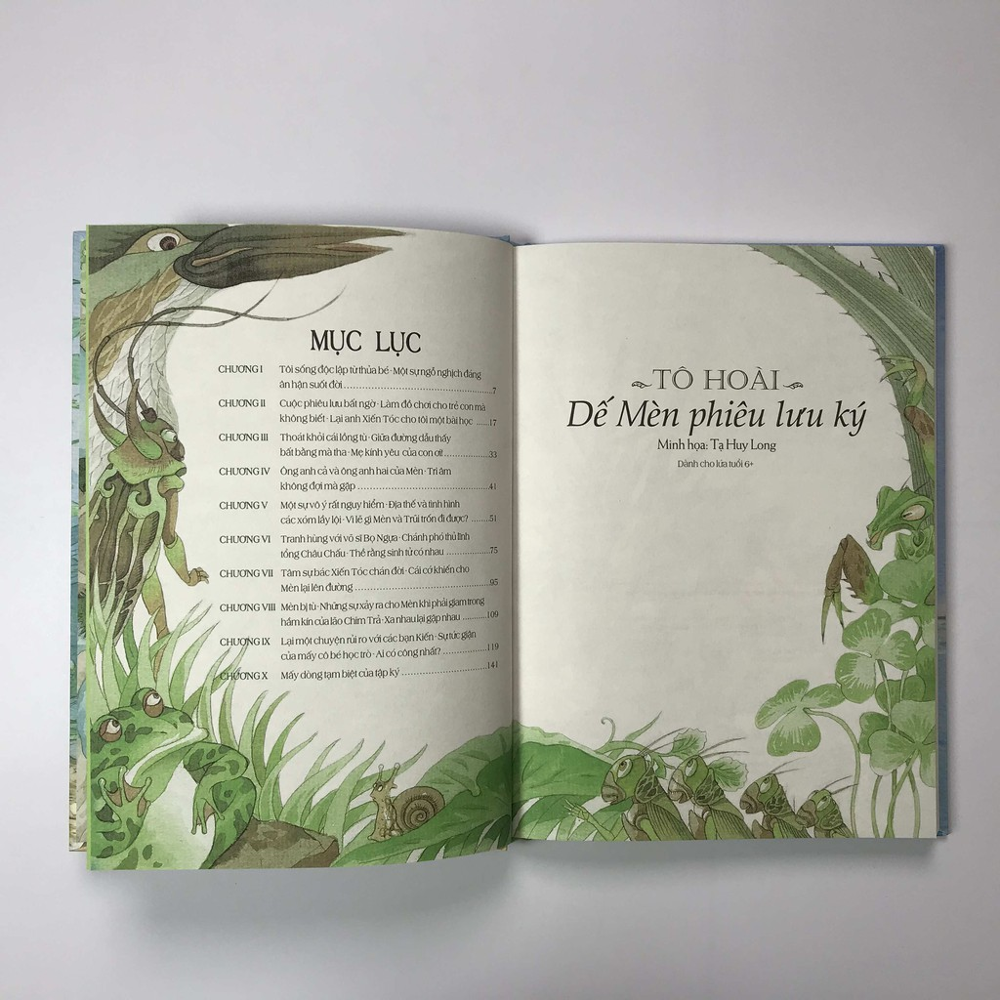 MỤC LỤC
CHƯƠNG I Tôi sống độc lập từ thủa bé · Một sự ngỗ nghịch đáng
ân hận suốt đời ..................7
CHƯƠNG II Cuộc phiêu lưu bất ngờ · Làm đồ chơi cho trẻ con mà
không biết · Lại anh Xiến Tóc cho tôi một bài học .....17
CHƯƠNG III Thoát khỏi cái lồng tù · Giữa đường dẫu thấy
bất bằng mà tha · Mẹ kính yêu của con ơi! ..............33
CHƯƠNG IV Ông anh cả và ông anh hai của Mèn · Tri âm
không đợi mà gặp ..................41
CHƯƠNG V Một sự vô ý rất nguy hiểm · Địa thế và tình hình
các xóm lầy lội · Vì lẽ gì Mèn và Trũi trốn đi được? .......51
CHƯƠNG VI Tranh hùng với võ sĩ Bọ Ngựa · Chánh phó thủ lĩnh
tổng Châu Chấu · Thề rằng sinh tử có nhau ..............75
CHƯƠNG VII Tâm sự bác Xiến Tóc chán đời · Cái cớ khiến cho
Mèn lại lên đường ..................95
CHƯƠNG VIII Mèn bị tù · Những sự xảy ra cho Mèn khi phải giam trong
hầm kín của lão Chim Trả · Xa nhau lại gặp nhau ..........109
CHƯƠNG IX Lại một chuyện rủi ro với các bạn Kiến · Sự tức giận
của mấy cô bé học trò · Ai có công nhất? ..............119
CHƯƠNG X Mấy dòng tạm biệt của tập ký ..................141
TÔ HOÀI
Dế Mèn phiêu lưu ký
Minh họa: Tạ Huy Long
Dành cho lứa tuổi 6+